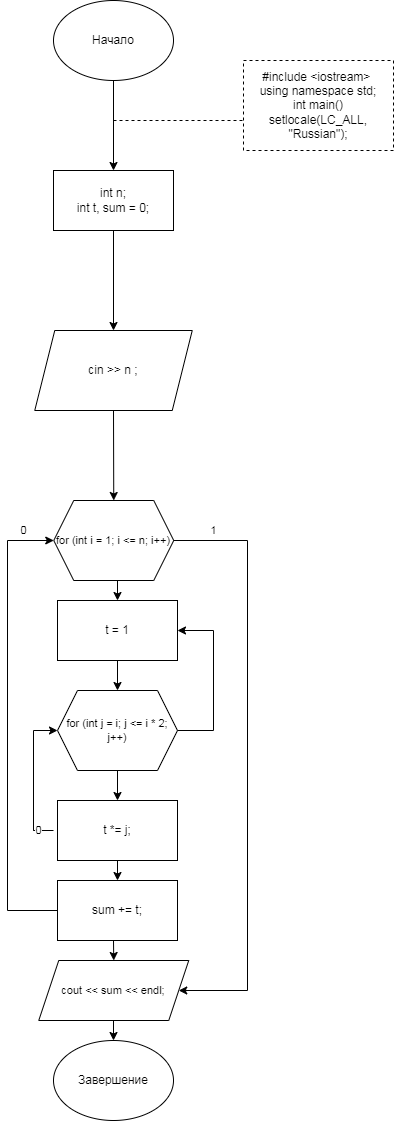 Начало
#include <iostream>
using namespace std;
int main()
setlocale(LC_ALL,
"Russian");
int n;
int t, sum = 0;
cin >> n ;
0
for (int i = 1; i <= n; i++)
1
t = 1
for (int j = i; j <= i * 2;
j++)
0
t *= j;
sum += t;
cout << sum << endl;
Завершение